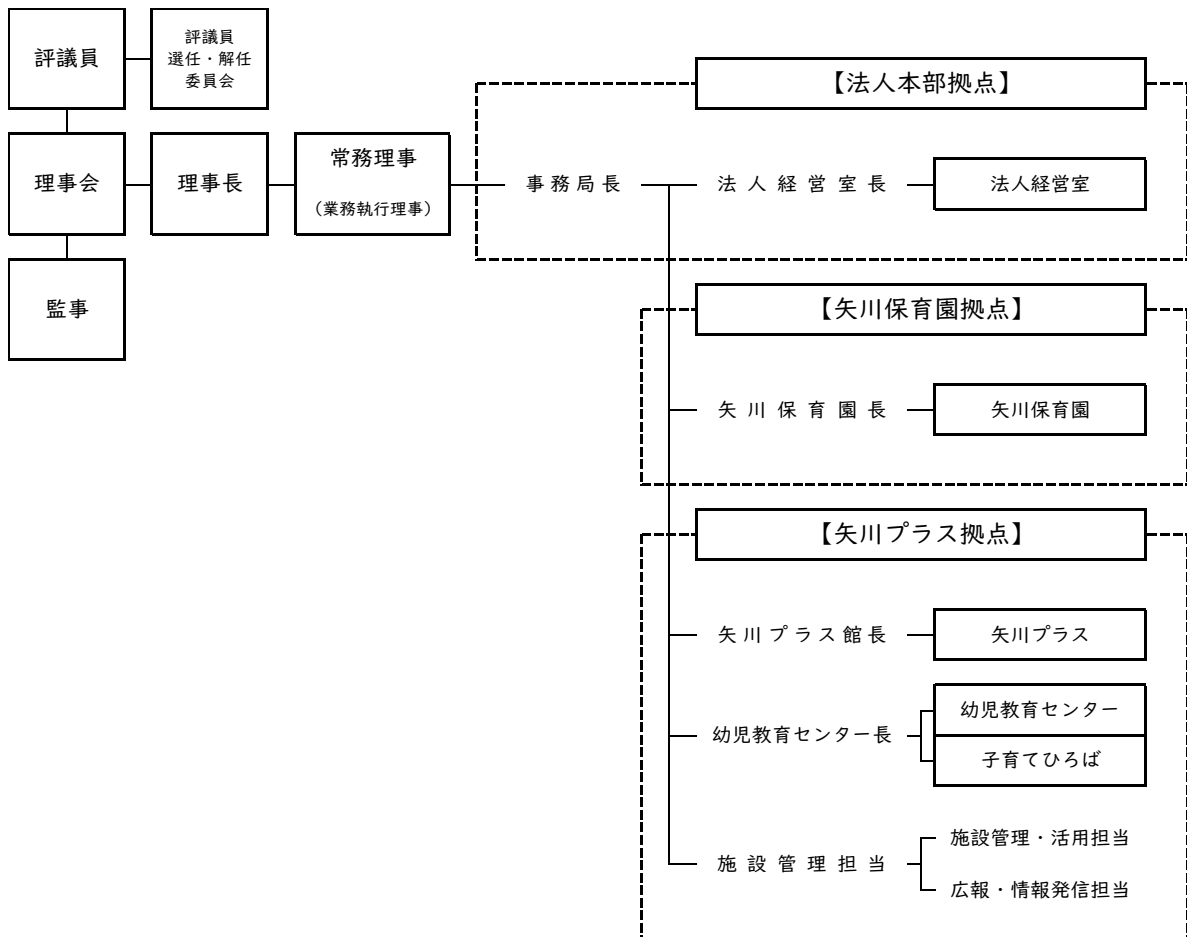 評議員
評議員
選任・解任
委員会
【法人本部拠点】
理事会
理事長
常務理事
（業務執行理事）
事務局長
法人経営室長
法人経営室
監事
【矢川保育園拠点】
矢川保育園長
矢川保育園
【矢川プラス拠点】
矢川プラス館長
矢川プラス
幼児教育センター長
幼児教育センター
子育てひろば
施設管理担当
施設管理・活用担当
広報・情報発信担当